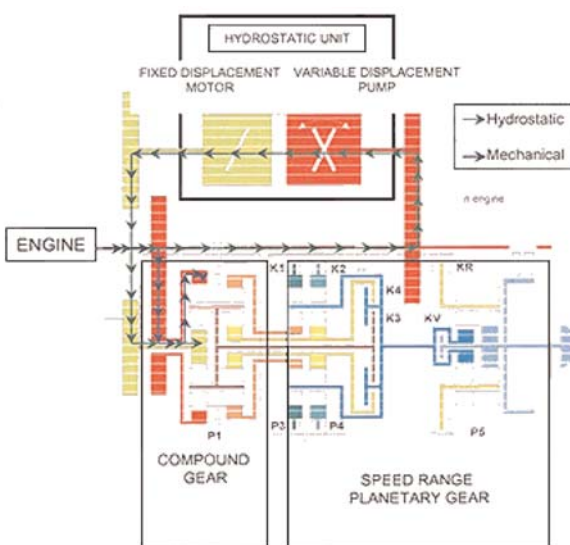 HYDROSTATIC UNIT
FIXED DISPLACEMENT
MOTOR
VARIABLE DISPLACEMENT
PUMP
Hydrostatic
Mechanical
engine
ENGINE
K1
K2
KR
K4
K3
KV
P1
P3
P4
P5
COMPOUND
GEAR
SPEED RANGE
PLANETARY GEAR